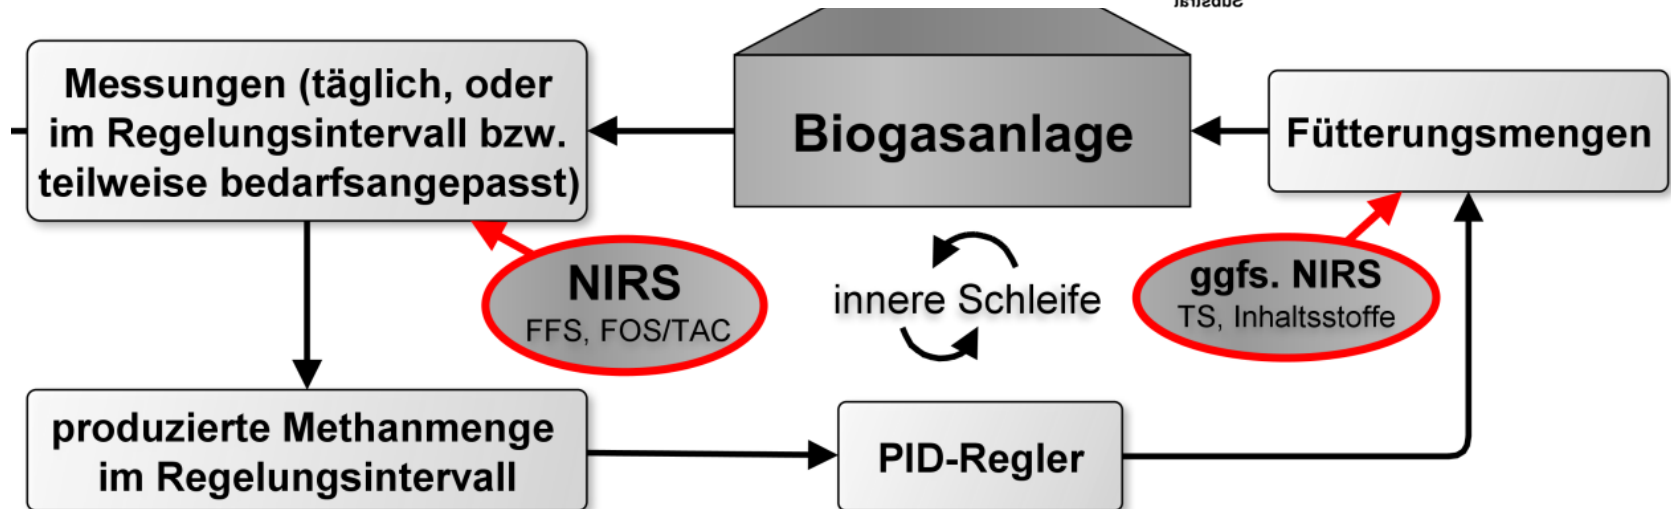 Substrat
Messungen (täglich, oder
im Regelungsintervall bzw.
teilweise bedarfsangepasst)
Biogasanlage
Fütterungsmengen
NIRS
FFS, FOS/TAC
innere Schleife
ggfs. NIRS
TS, Inhaltsstoffe
produzierte Methanmenge
im Regelungsintervall
PID-Regler